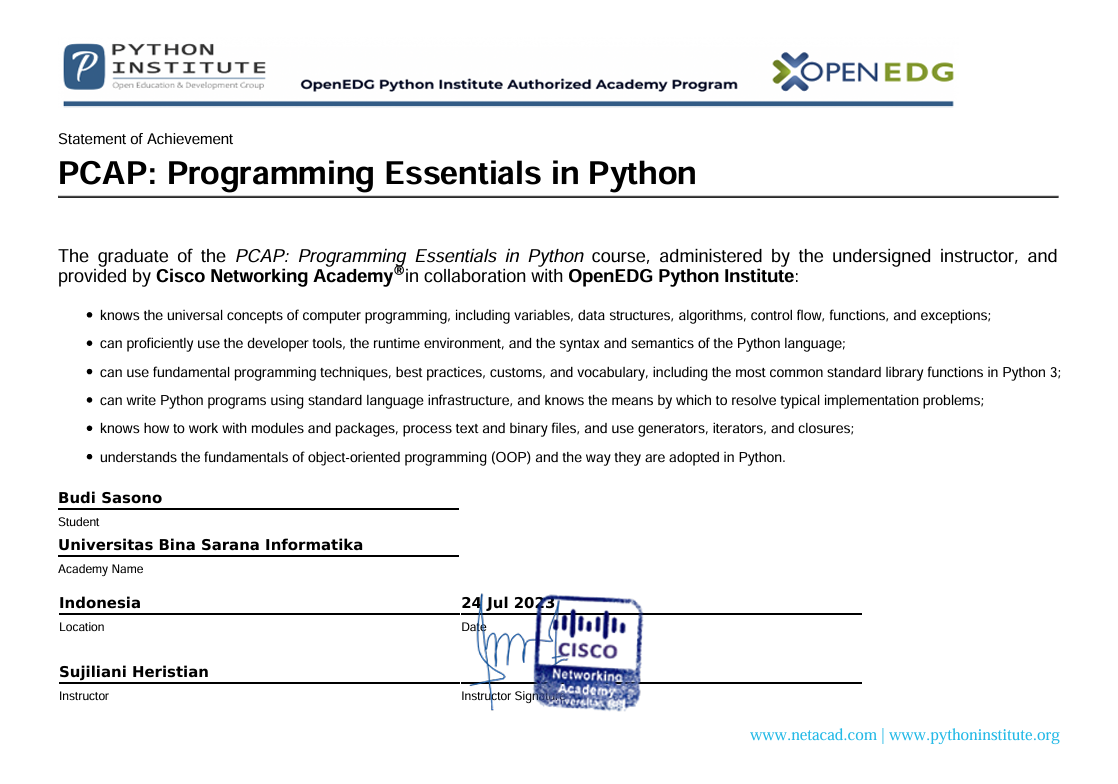 PYTHON
INSTITUTE
Open Education & Development Group
OpenEDG Python Institute Authorized Academy Program
OPENEDG
Statement of Achievement
PCAP: Programming Essentials in Python
The graduate of the PCAP: Programming Essentials in Python course, administered by the undersigned instructor, and
provided by Cisco Networking Academy®in collaboration with OpenEDG Python Institute:
• knows the universal concepts of computer programming, including variables, data structures, algorithms, control flow, functions, and exceptions;
• can proficiently use the developer tools, the runtime environment, and the syntax and semantics of the Python language;
• can use fundamental programming techniques, best practices, customs, and vocabulary, including the most common standard library functions in Python 3;
• can write Python programs using standard language infrastructure, and knows the means by which to resolve typical implementation problems;
• knows how to work with modules and packages, process text and binary files, and use generators, iterators, and closures;
• understands the fundamentals of object-oriented programming (OOP) and the way they are adopted in Python.
Budi Sasono
Student
Universitas Bina Sarana Informatika
Academy Name
Indonesia
24 Jul 2023
Location
Date
CISCO
Networking
Academy
Universitas BSI
Sujiliani Heristian
Instructor
Instructor Signature
www.netacad.com | www.pythoninstitute.org